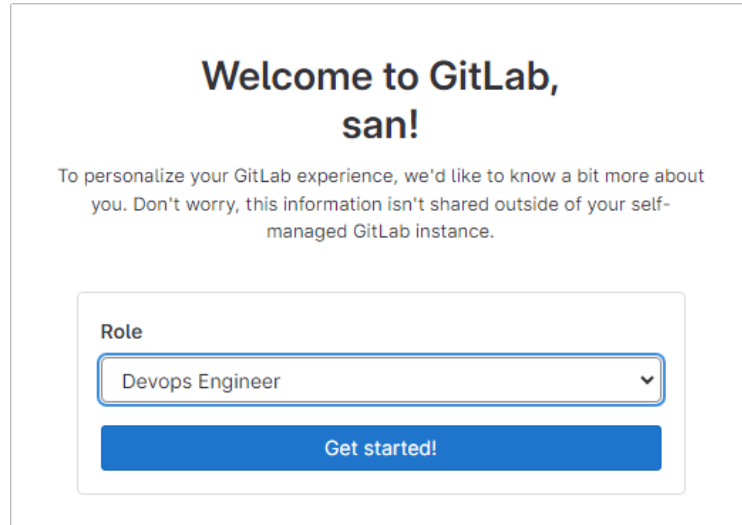 Welcome to GitLab,
san!
To personalize your GitLab experience, we'd like to know a bit more about
you. Don't worry, this information isn't shared outside of your self-
managed GitLab instance.
Role
Devops Engineer
Get started!